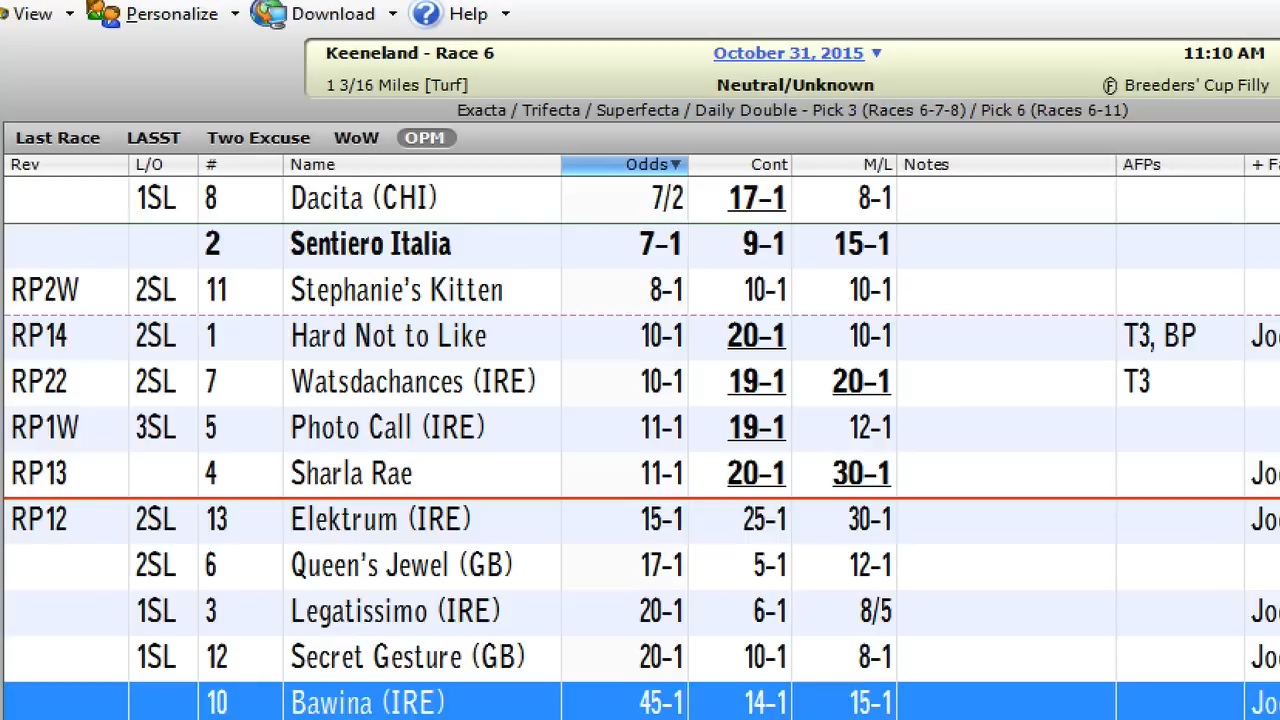 View Personalize Download Help
Keeneland - Race 6 October 31, 2015 ▼ 11:10 AM
1 3/16 Miles [Turf] Neutral/Unknown Ⓕ Breeders' Cup Filly
Exacta / Trifecta / Superfecta / Daily Double - Pick 3 (Races 6-7-8) / Pick 6 (Races 6-11)
Last Race LASST Two Excuse WoW OPM
Rev L/O # Name Odds▼ Cont M/L Notes AFPs + Fa
1SL 8 Dacita (CHI) 7/2 17-1 8-1
2 Sentiero Italia 7-1 9-1 15-1
RP2W 2SL 11 Stephanie's Kitten 8-1 10-1 10-1
RP14 2SL 1 Hard Not to Like 10-1 20-1 10-1 T3, BP Joc
RP22 2SL 7 Watsdachances (IRE) 10-1 19-1 20-1 T3
RP1W 3SL 5 Photo Call (IRE) 11-1 19-1 12-1
RP13 4 Sharla Rae 11-1 20-1 30-1 Joc
RP12 2SL 13 Elektrum (IRE) 15-1 25-1 30-1 Joc
2SL 6 Queen's Jewel (GB) 17-1 5-1 12-1
1SL 3 Legatissimo (IRE) 20-1 6-1 8/5 Joc
1SL 12 Secret Gesture (GB) 20-1 10-1 8-1 Joc
10 Bawina (IRE) 45-1 14-1 15-1 Joc